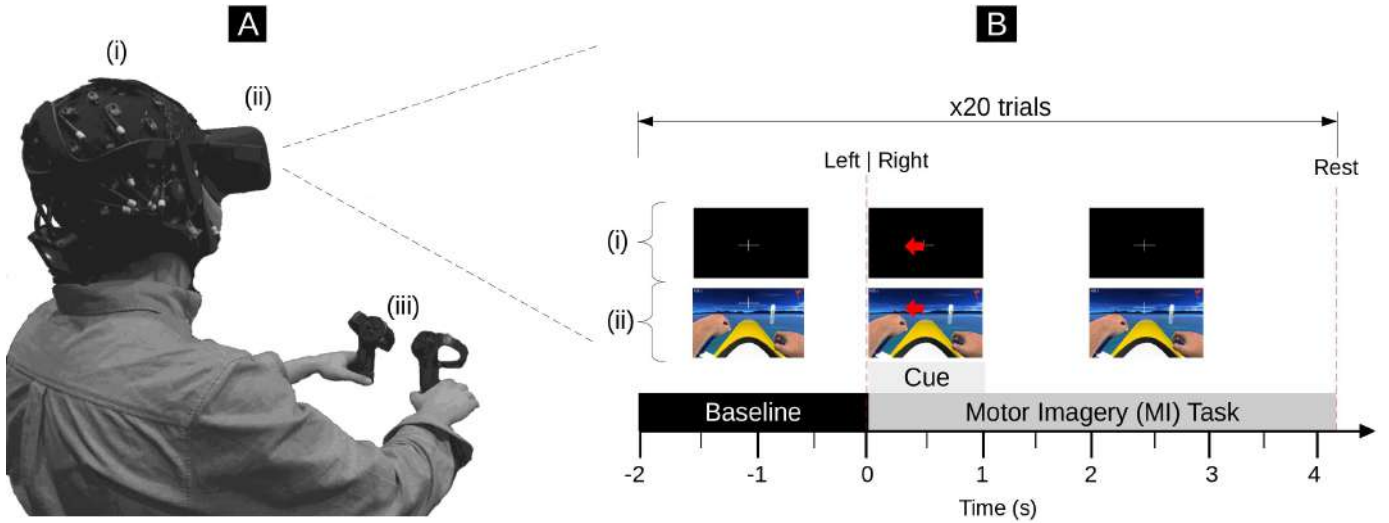 A
B
(i)
(ii)
(iii)
x20 trials
Left | Right
Rest
(i)
(ii)
Cue
Baseline
Motor Imagery (MI) Task
-2
-1
0
1
2
3
4
Time (s)